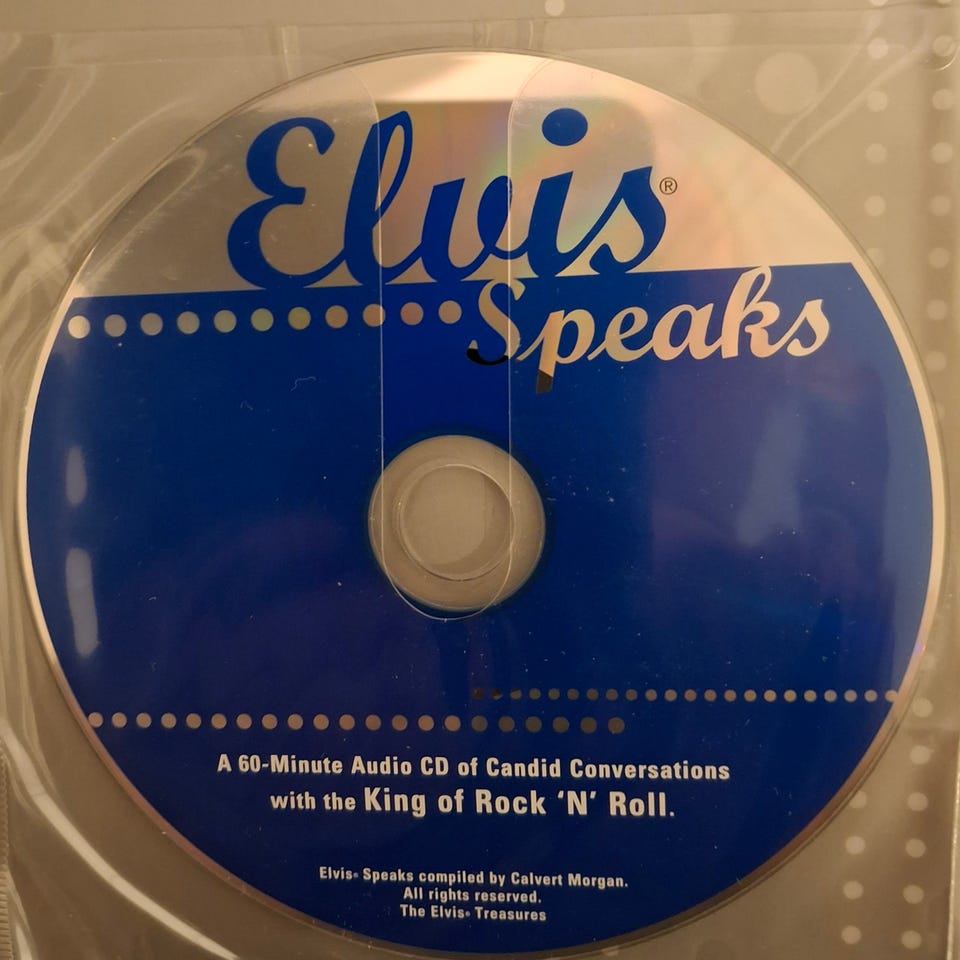 Elvis®
Speaks
A 60-Minute Audio CD of Candid Conversations
with the King of Rock ‘N’ Roll.
Elvis® Speaks compiled by Calvert Morgan.
All rights reserved.
The Elvis® Treasures